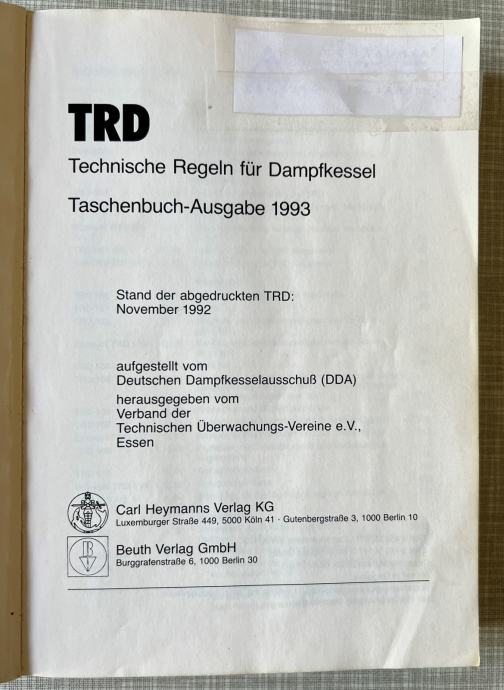 TRD
Technische Regeln für Dampfkessel
Taschenbuch-Ausgabe 1993
Stand der abgedruckten TRD:
November 1992
aufgestellt vom
Deutschen Dampfkesselausschuß (DDA)
herausgegeben vom
Verband der
Technischen Überwachungs-Vereine e.V.,
Essen
Carl Heymanns Verlag KG
Luxemburger Straße 449, 5000 Köln 41 · Gutenbergstraße 3, 1000 Berlin 10
Beuth Verlag GmbH
Burggrafenstraße 6, 1000 Berlin 30